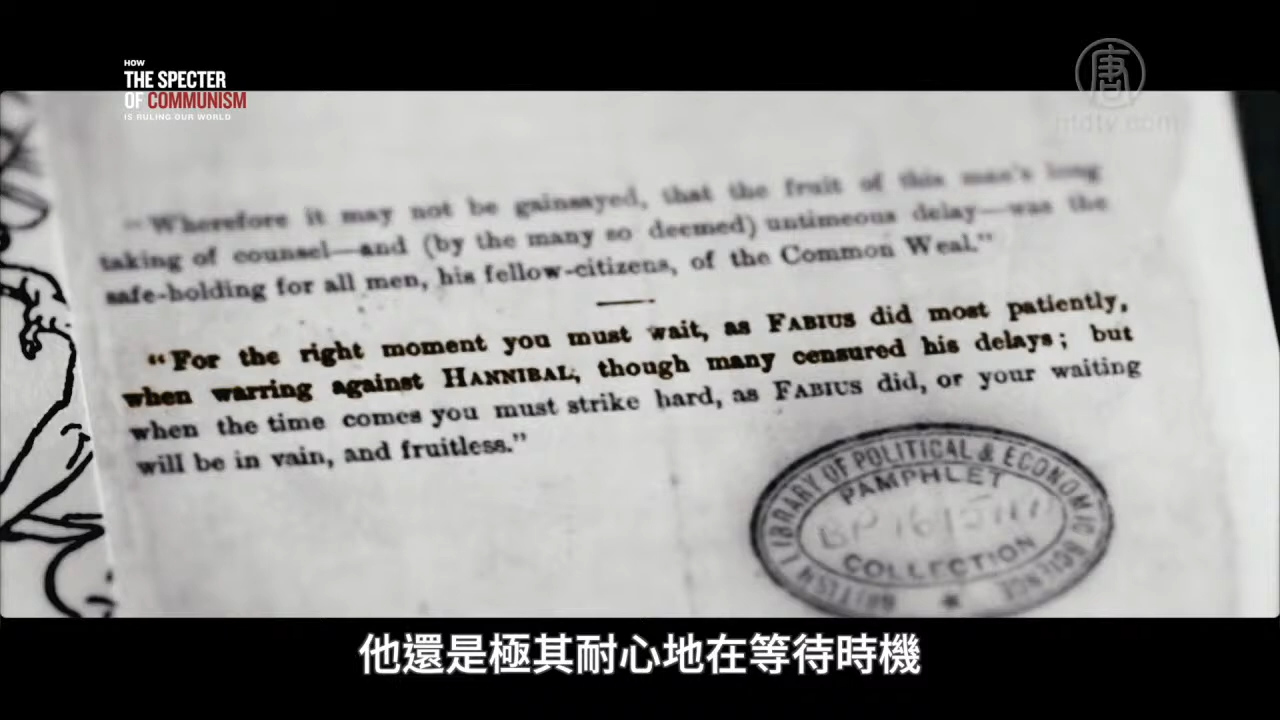 HOW
THE SPECTER
OF COMMUNISM
IS RULING OUR WORLD
唐
ntdtv.com
"Wherefore it may not be gainsayed, that the fruit of this man's long
taking of counsel—and (by the many so deemed) untimeous delay—was the
safe-holding for all men, his fellow-citizens, of the Common Weal."
"For the right moment you must wait, as FABIUS did most patiently,
when warring against HANNIBAL, though many censured his delays; but
when the time comes you must strike hard, as FABIUS did, or your waiting
will be in vain, and fruitless."
BRITISH LIBRARY OF POLITICAL & ECONOMIC SCIENCE
PAMPHLET
COLLECTION
他還是極其耐心地在等待時機